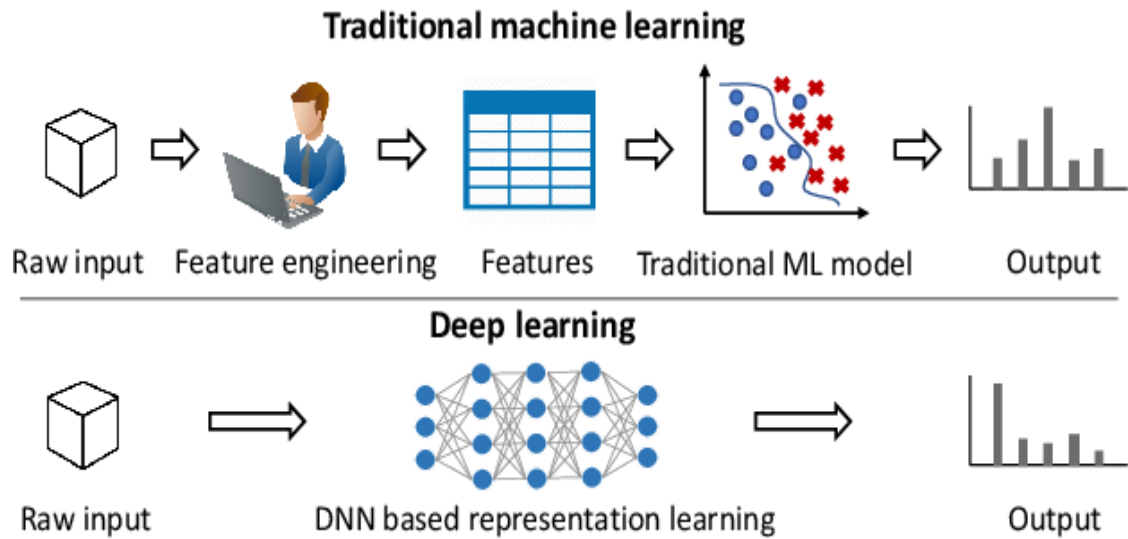 Traditional machine learning
Raw input
Feature engineering
Features
Traditional ML model
Output
Deep learning
Raw input
DNN based representation learning
Output